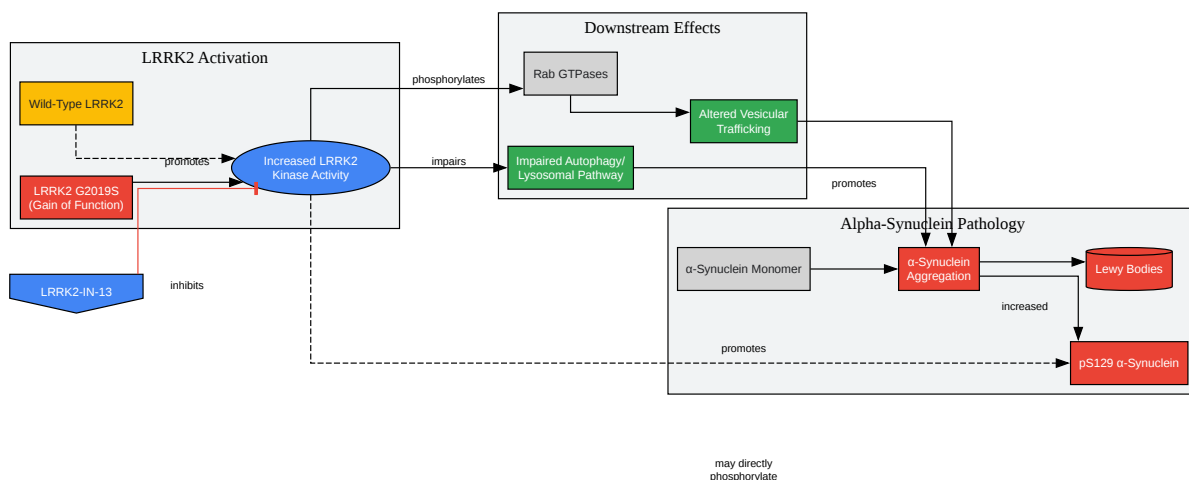 LRRK2 Activation
Wild-Type LRRK2
promotes
LRRK2 G2019S
(Gain of Function)
Increased LRRK2
Kinase Activity
LRRK2-IN-13
inhibits
phosphorylates
impairs
Downstream Effects
Rab GTPases
Altered Vesicular
Trafficking
Impaired Autophagy/
Lysosomal Pathway
promotes
Alpha-Synuclein Pathology
α-Synuclein Monomer
α-Synuclein
Aggregation
Lewy Bodies
increased
promotes
pS129 α-Synuclein
may directly
phosphorylate